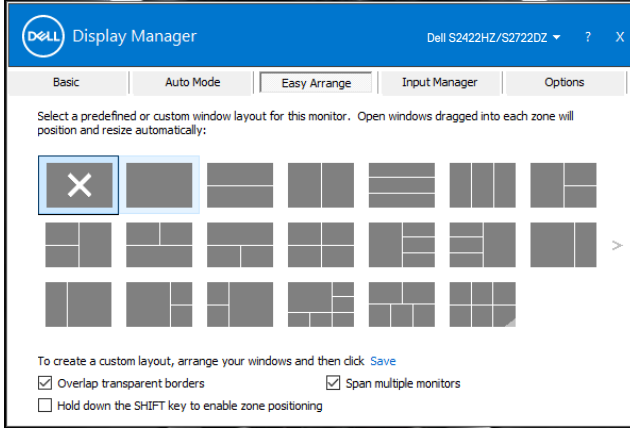 DELL Display Manager
Dell S2422HZ/S2722DZ ? X
Basic Auto Mode Easy Arrange Input Manager Options
Select a predefined or custom window layout for this monitor. Open windows dragged into each zone will
position and resize automatically:
To create a custom layout, arrange your windows and then click Save
Overlap transparent borders Span multiple monitors
Hold down the SHIFT key to enable zone positioning